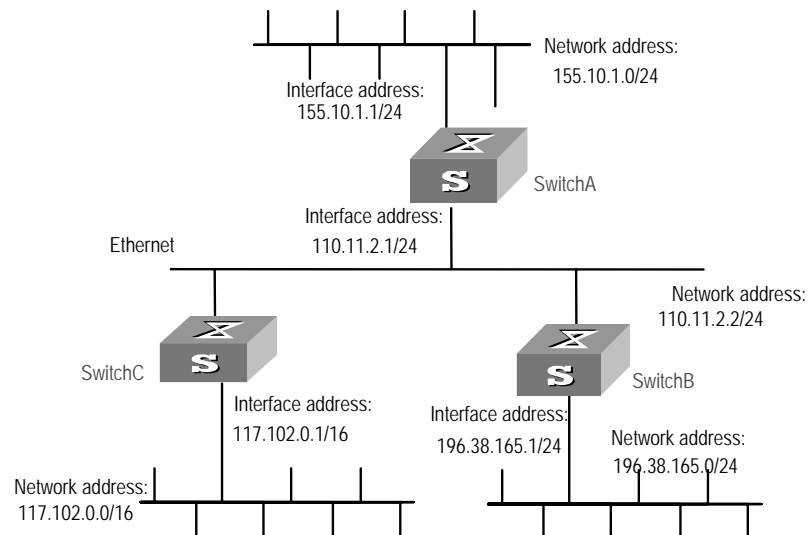 Network address:
155.10.1.0/24
Interface address:
155.10.1.1/24
S
SwitchA
Interface address:
110.11.2.1/24
Ethernet
Network address:
110.11.2.2/24
S
SwitchC
S
SwitchB
Interface address:
117.102.0.1/16
Interface address:
196.38.165.1/24
Network address:
196.38.165.0/24
Network address:
117.102.0.0/16